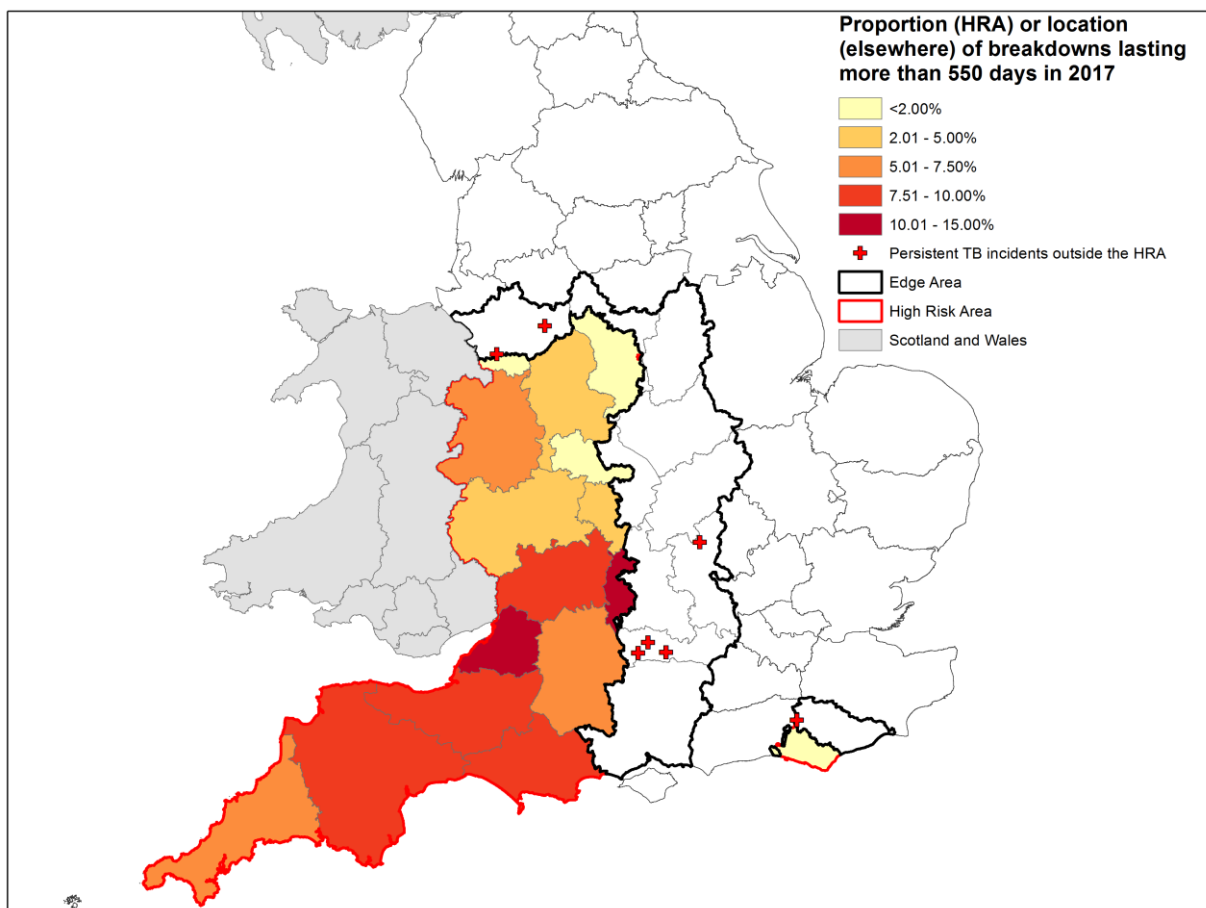 Proportion (HRA) or location
(elsewhere) of breakdowns lasting
more than 550 days in 2017
<2.00%
2.01 - 5.00%
5.01 - 7.50%
7.51 - 10.00%
10.01 - 15.00%
Persistent TB incidents outside the HRA
Edge Area
High Risk Area
Scotland and Wales